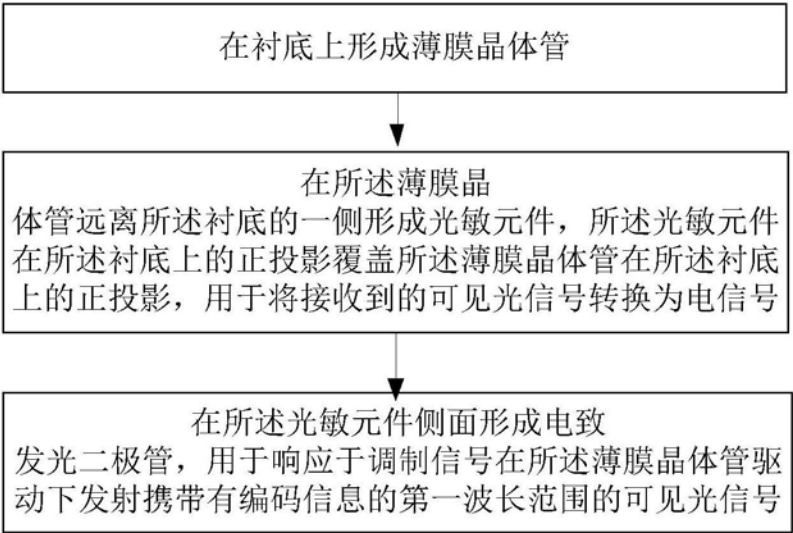 在衬底上形成薄膜晶体管
在所述薄膜晶
体管远离所述衬底的一侧形成光敏元件，所述光敏元件
在所述衬底上的正投影覆盖所述薄膜晶体管在所述衬底
上的正投影，用于将接收到的可见光信号转换为电信号
在所述光敏元件侧面形成电致
发光二极管，用于响应于调制信号在所述薄膜晶体管驱
动下发射携带有编码信息的第一波长范围的可见光信号